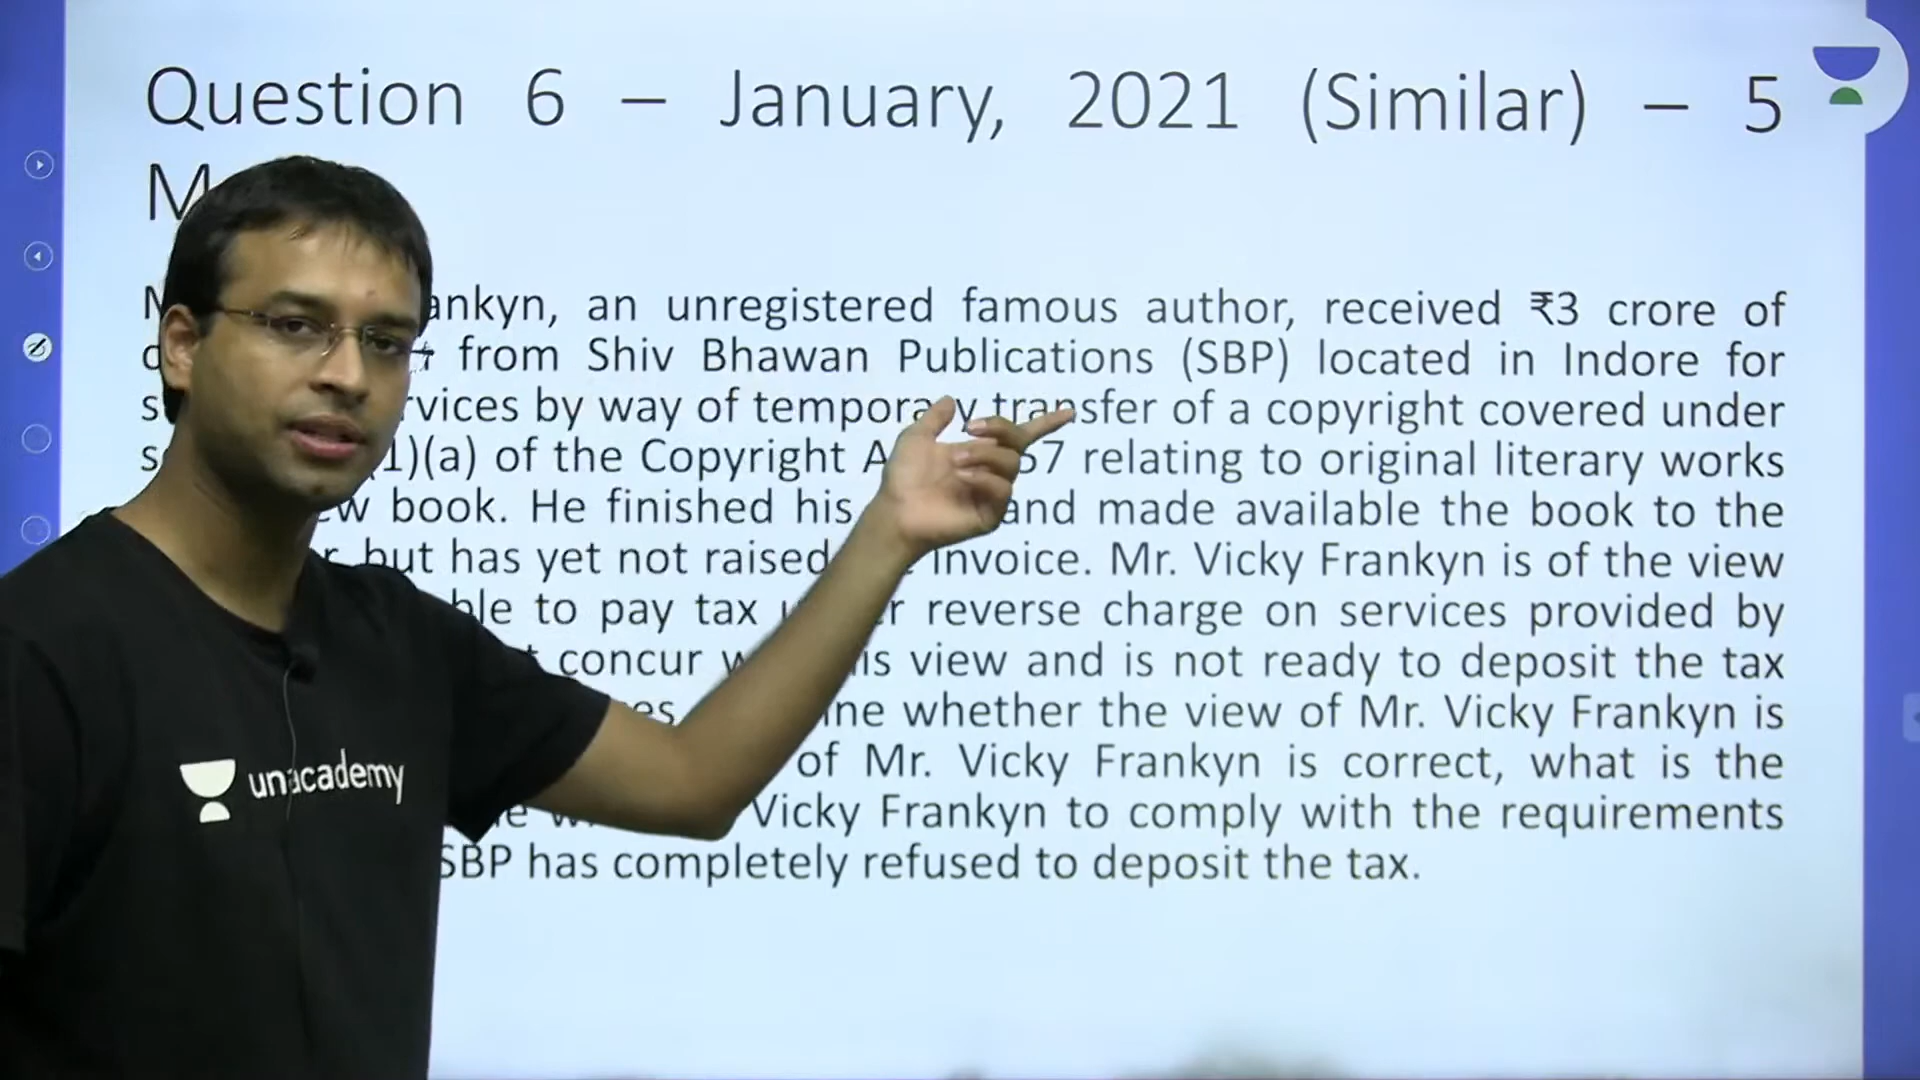 Question 6 – January, 2021 (Similar) – 5
M
ankyn, an unregistered famous author, received ₹3 crore of
from Shiv Bhawan Publications (SBP) located in Indore for
rvices by way of temporary transfer of a copyright covered under
1)(a) of the Copyright A 57 relating to original literary works
w book. He finished his and made available the book to the
but has yet not raised invoice. Mr. Vicky Frankyn is of the view
ble to pay tax r reverse charge on services provided by
concur is view and is not ready to deposit the tax
es ine whether the view of Mr. Vicky Frankyn is
of Mr. Vicky Frankyn is correct, what is the
Vicky Frankyn to comply with the requirements
SBP has completely refused to deposit the tax.
unacademy